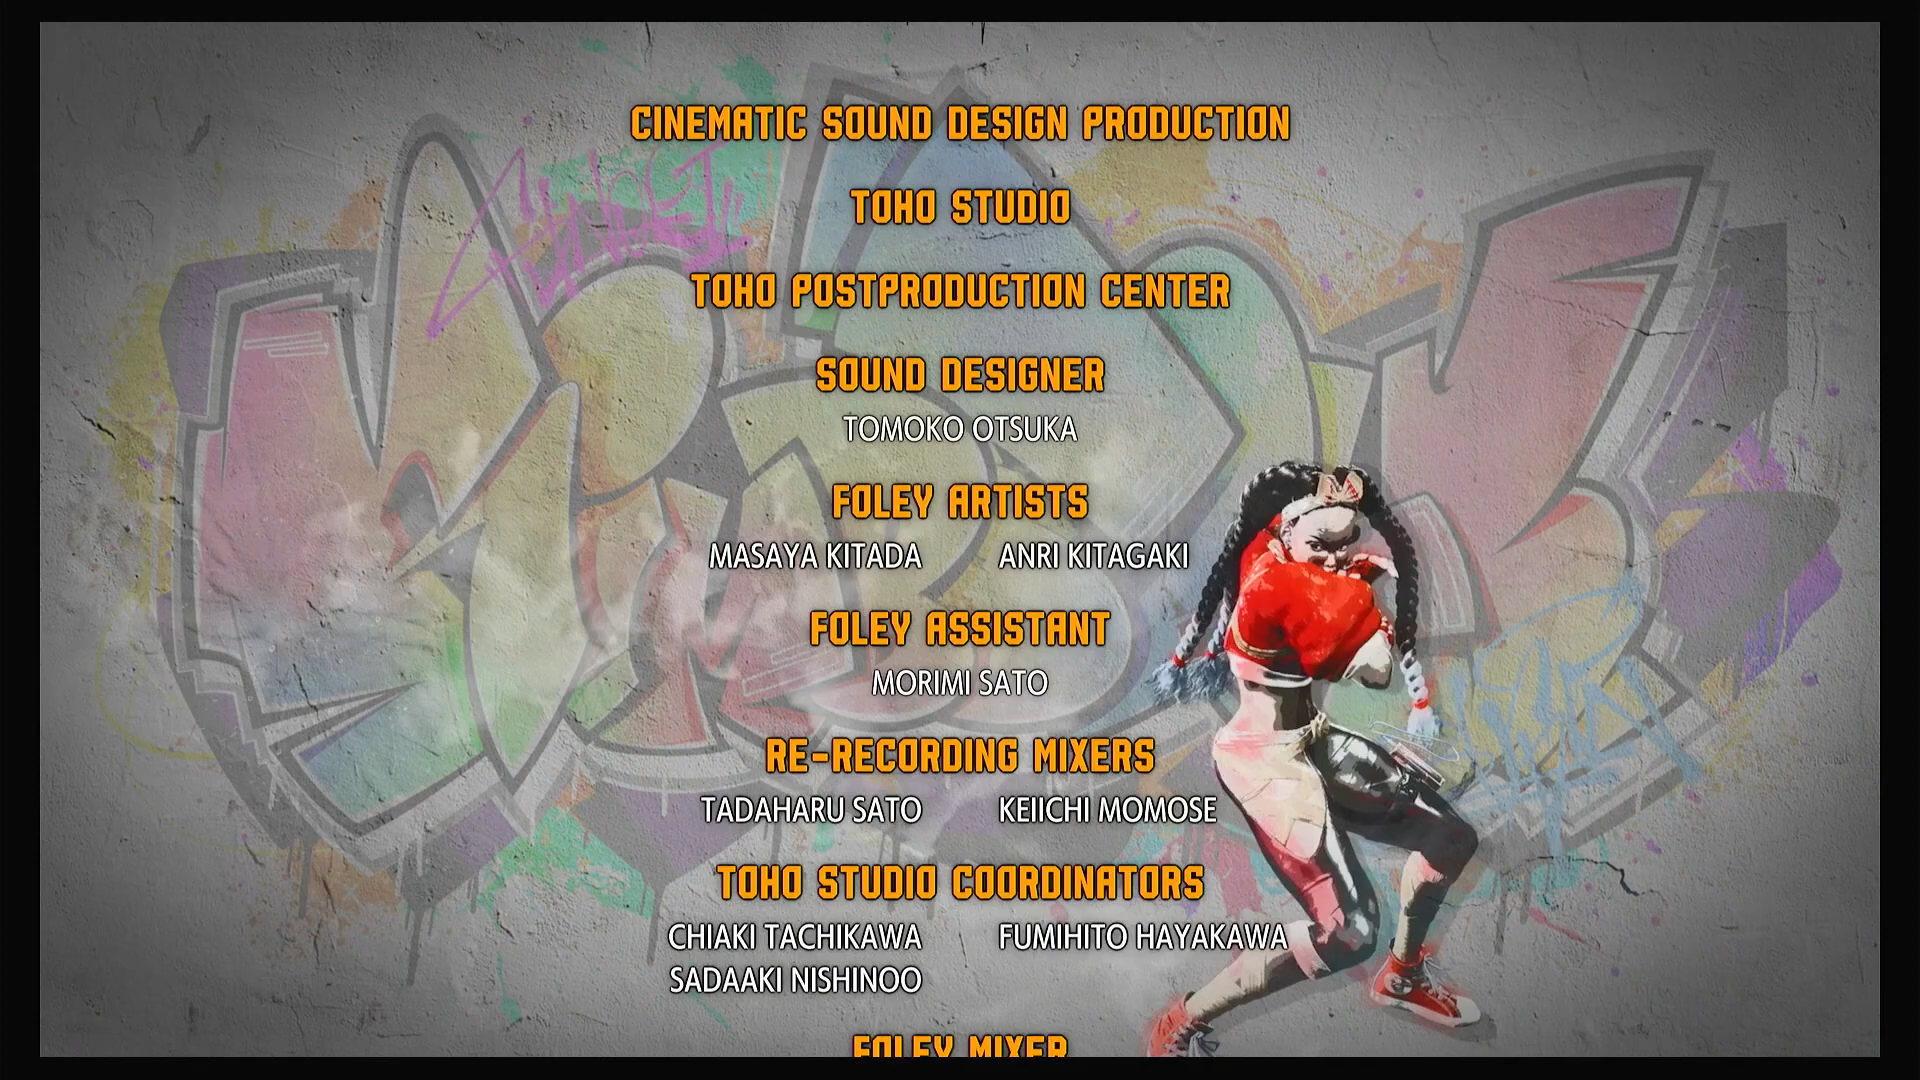 CINEMATIC SOUND DESIGN PRODUCTION
TOHO STUDIO
TOHO POSTPRODUCTION CENTER
SOUND DESIGNER
TOMOKO OTSUKA
FOLEY ARTISTS
MASAYA KITADA ANRI KITAGAKI
FOLEY ASSISTANT
MORIMI SATO
RE-RECORDING MIXERS
TADAHARU SATO KEIICHI MOMOSE
TOHO STUDIO COORDINATORS
CHIAKI TACHIKAWA FUMIHITO HAYAKAWA
SADAAKI NISHINOO
FOLEY MIXER